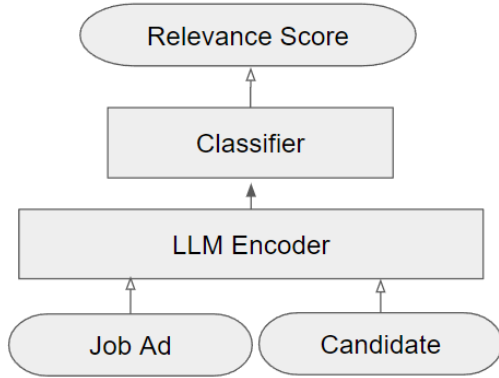 Relevance Score
Classifier
LLM Encoder
Job Ad
Candidate